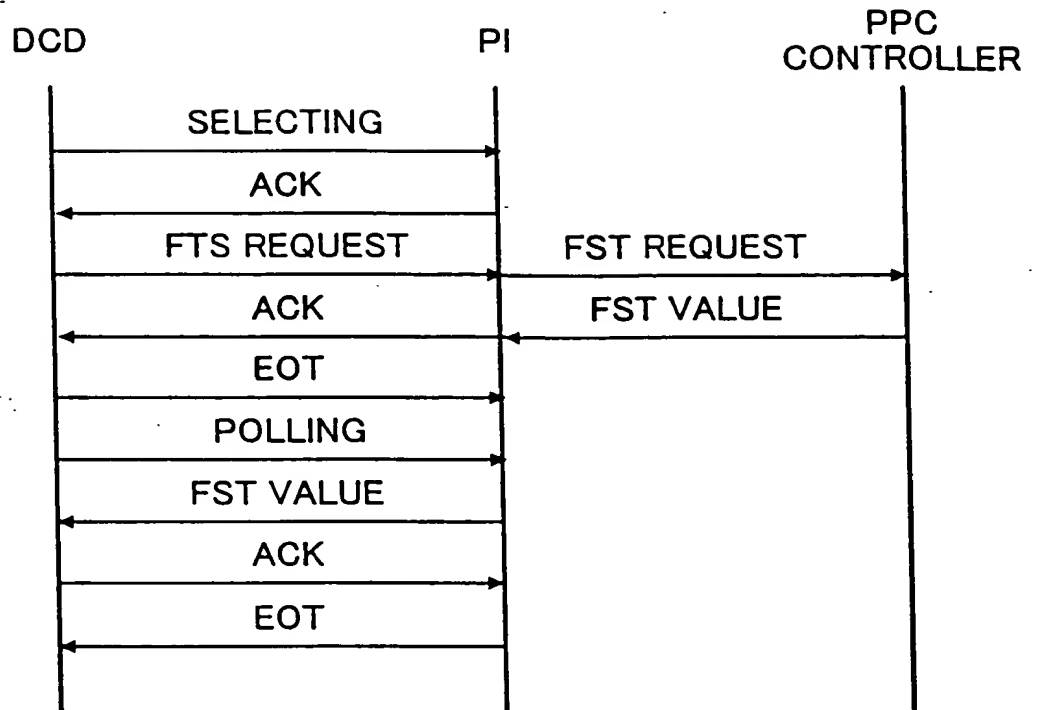 DCD
PI
PPC
CONTROLLER
SELECTING
ACK
FTS REQUEST
FST REQUEST
ACK
FST VALUE
EOT
POLLING
FST VALUE
ACK
EOT